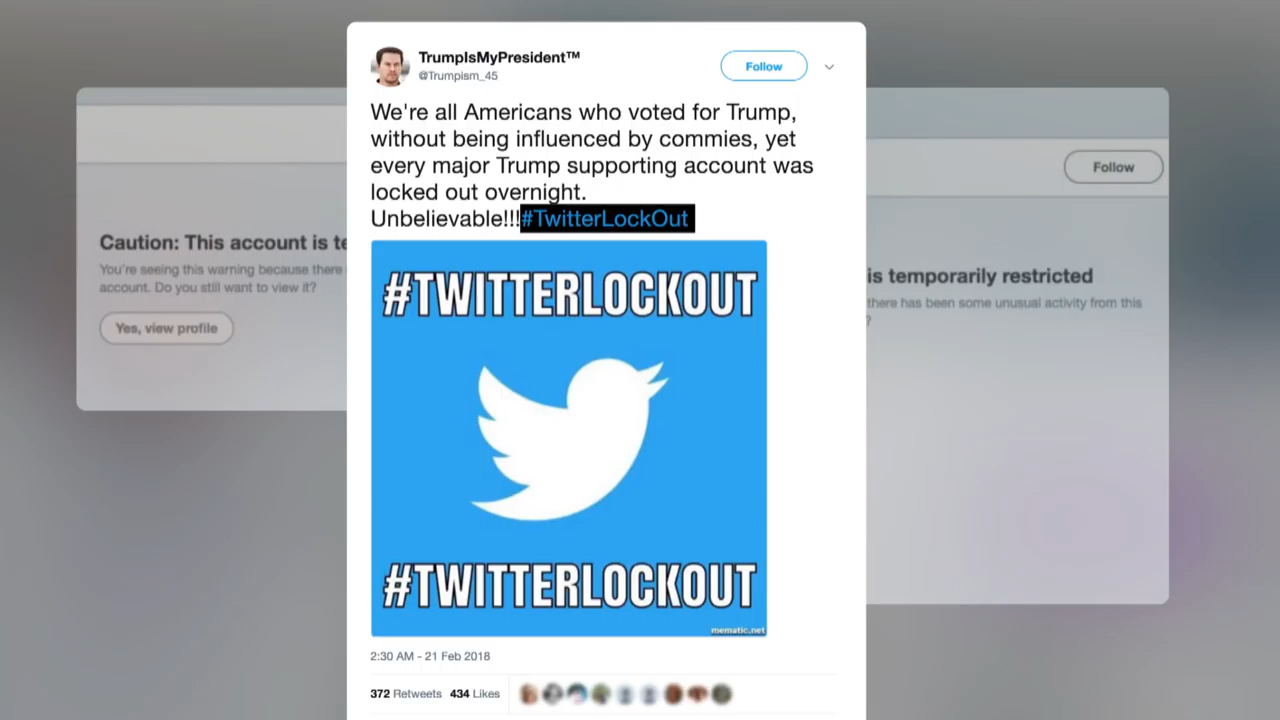 TrumpIsMyPresident™
@Trumpism_45
Follow
We're all Americans who voted for Trump,
without being influenced by commies, yet
every major Trump supporting account was
locked out overnight.
Unbelievable!!!#TwitterLockOut
#TWITTERLOCKOUT
#TWITTERLOCKOUT
mematic.net
2:30 AM - 21 Feb 2018
372 Retweets 434 Likes
Caution: This account is te
You're seeing this warning because there
account. Do you still want to view it?
Yes, view profile
Follow
is temporarily restricted
there has been some unusual activity from this
?